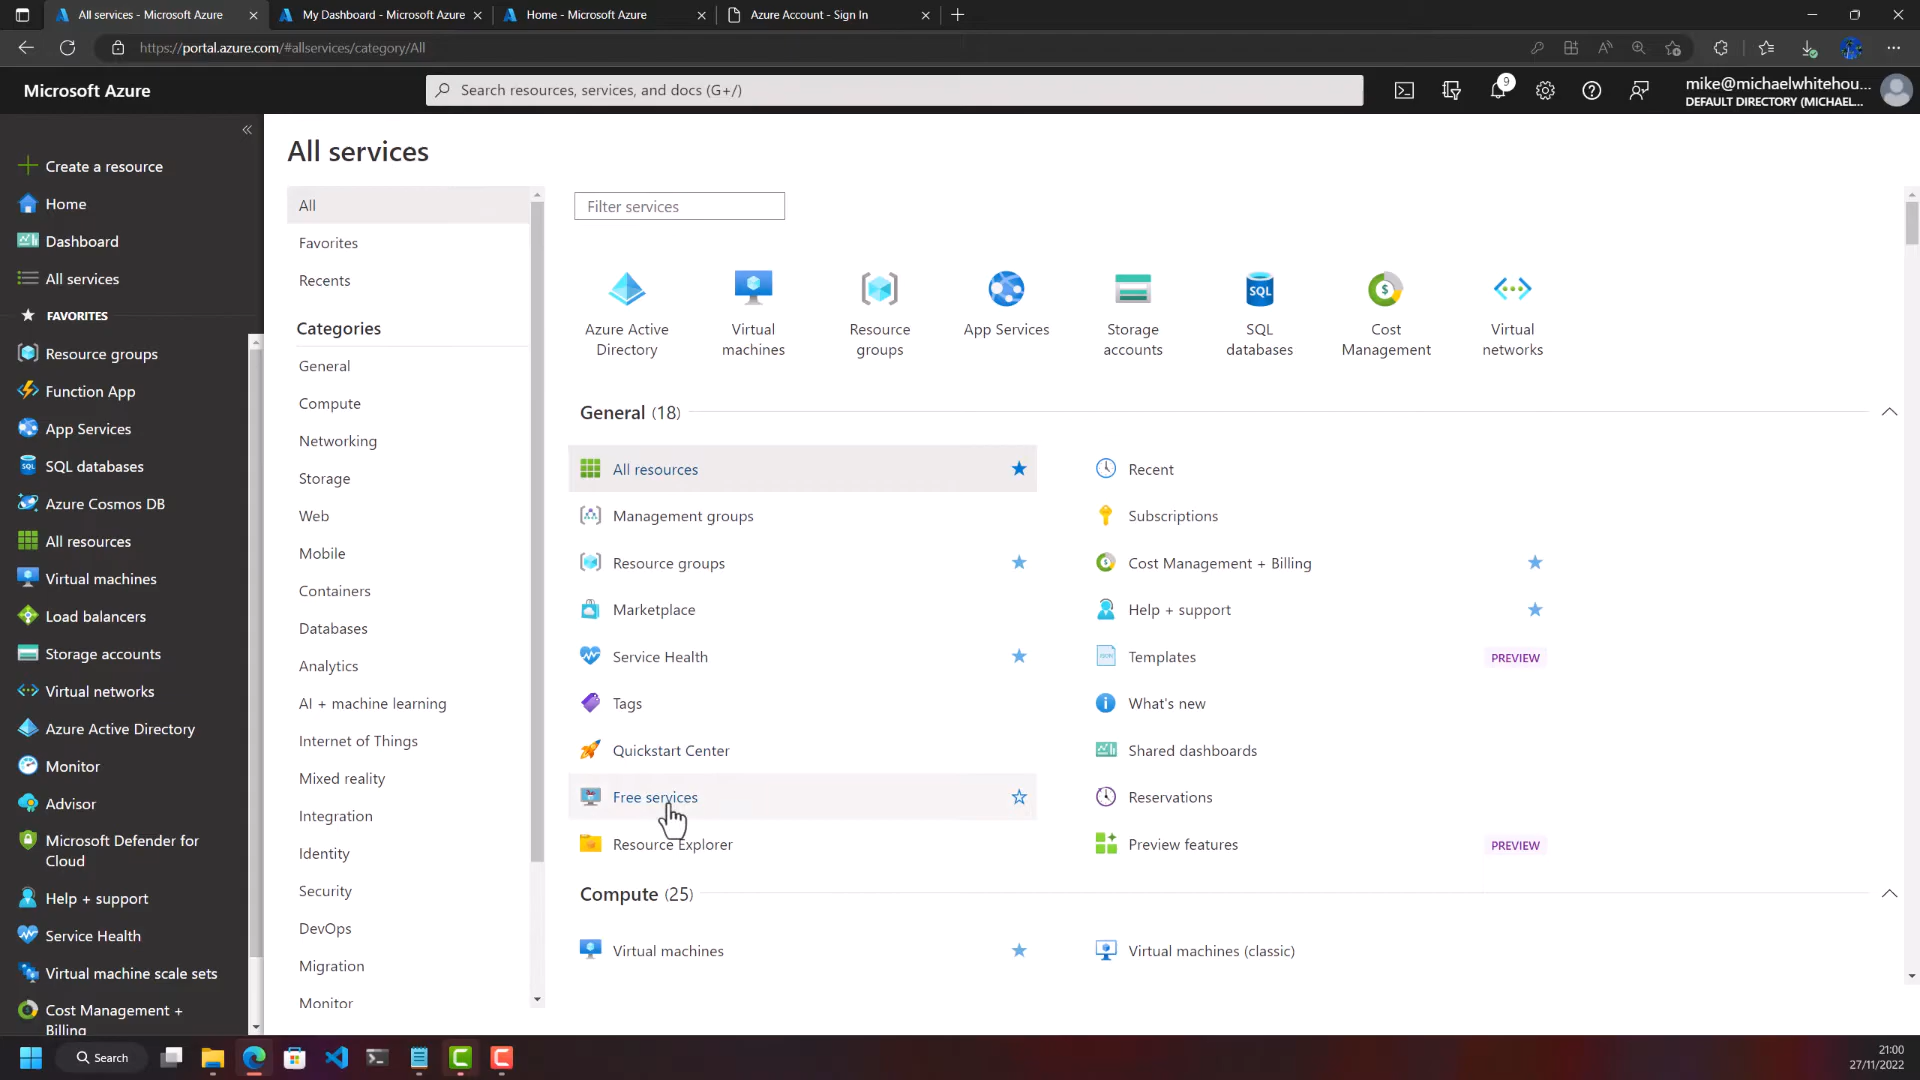 All services - Microsoft Azure
My Dashboard - Microsoft Azure
Home - Microsoft Azure
Azure Account - Sign In
https://portal.azure.com/#allservices/category/All
Microsoft Azure
Search resources, services, and docs (G+/)
9
mike@michaelwhitehou...
DEFAULT DIRECTORY (MICHAEL...
Create a resource
Home
Dashboard
All services
FAVORITES
Resource groups
Function App
App Services
SQL databases
Azure Cosmos DB
All resources
Virtual machines
Load balancers
Storage accounts
Virtual networks
Azure Active Directory
Monitor
Advisor
Microsoft Defender for
Cloud
Help + support
Service Health
Virtual machine scale sets
Cost Management +
Billing
All services
All
Favorites
Recents
Categories
General
Compute
Networking
Storage
Web
Mobile
Containers
Databases
Analytics
AI + machine learning
Internet of Things
Mixed reality
Integration
Identity
Security
DevOps
Migration
Monitor
Filter services
Azure Active
Directory
Virtual
machines
Resource
groups
App Services
Storage
accounts
SQL
SQL
databases
Cost
Management
Virtual
networks
General (18)
All resources
Recent
Management groups
Subscriptions
Resource groups
Cost Management + Billing
Marketplace
Help + support
Service Health
Templates
PREVIEW
Tags
What's new
Quickstart Center
Shared dashboards
Free services
Reservations
Resource Explorer
Preview features
PREVIEW
Compute (25)
Virtual machines
Virtual machines (classic)
Search
21:00
27/11/2022